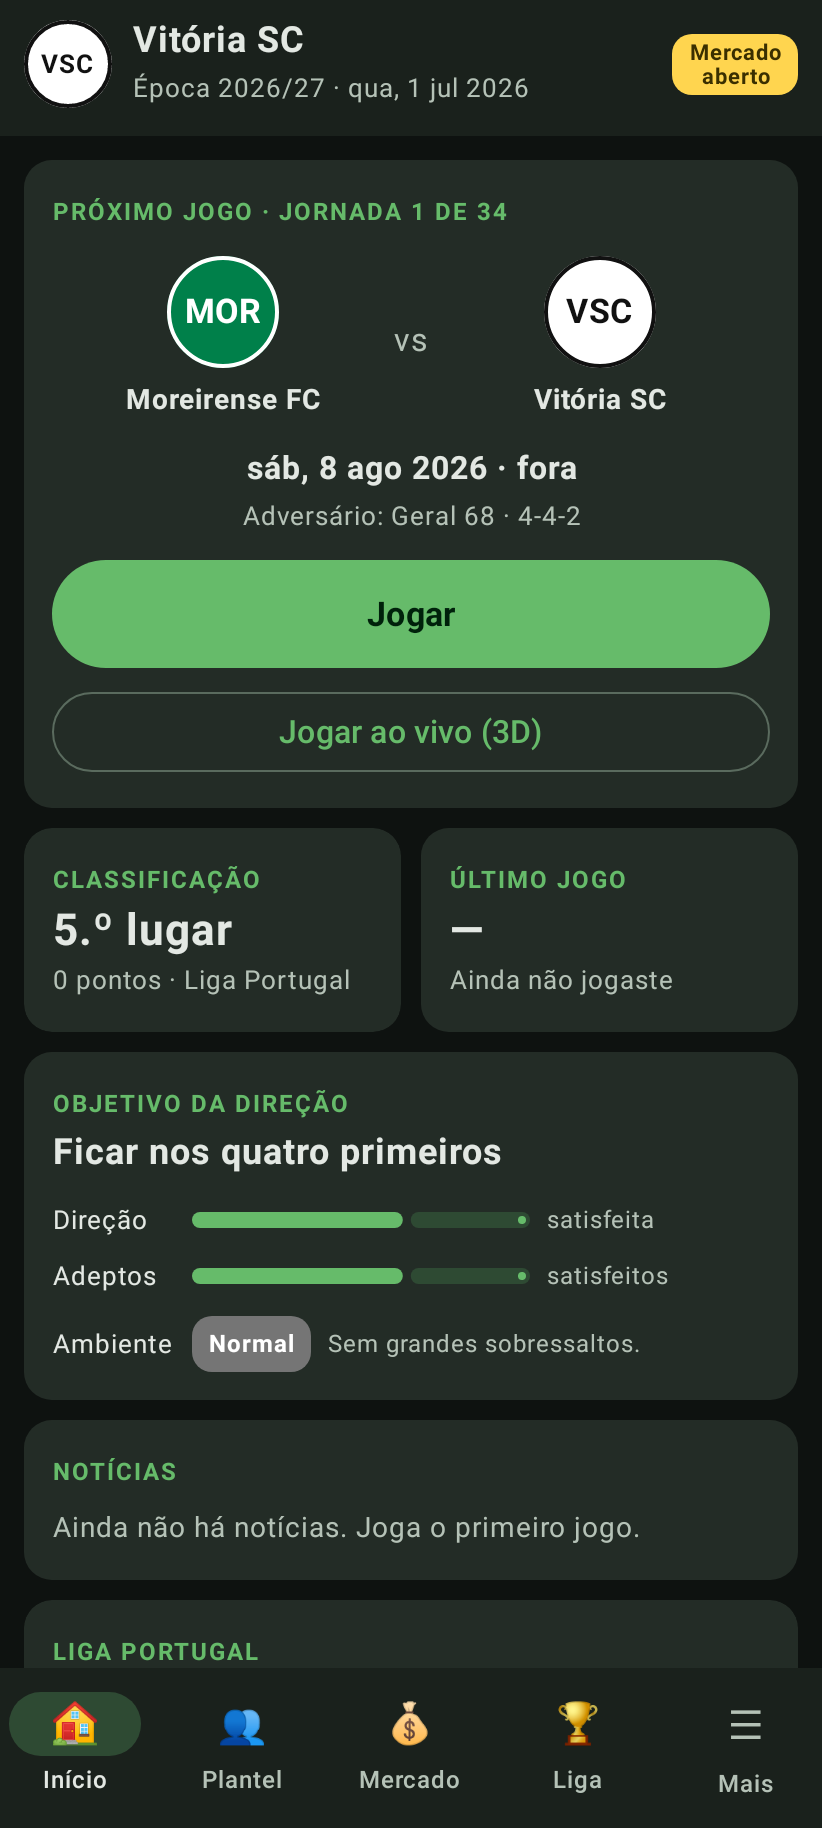 VSC
Vitória SC
Época 2026/27 · qua, 1 jul 2026
Mercado
aberto
PRÓXIMO JOGO · JORNADA 1 DE 34
MOR
vs
VSC
Moreirense FC
Vitória SC
sáb, 8 ago 2026 · fora
Adversário: Geral 68 · 4-4-2
Jogar
Jogar ao vivo (3D)
CLASSIFICAÇÃO
5.º lugar
0 pontos · Liga Portugal
ÚLTIMO JOGO
—
Ainda não jogaste
OBJETIVO DA DIREÇÃO
Ficar nos quatro primeiros
Direção satisfeita
Adeptos satisfeitos
Ambiente Normal Sem grandes sobressaltos.
NOTÍCIAS
Ainda não há notícias. Joga o primeiro jogo.
LIGA PORTUGAL
Início
Plantel
Mercado
Liga
Mais